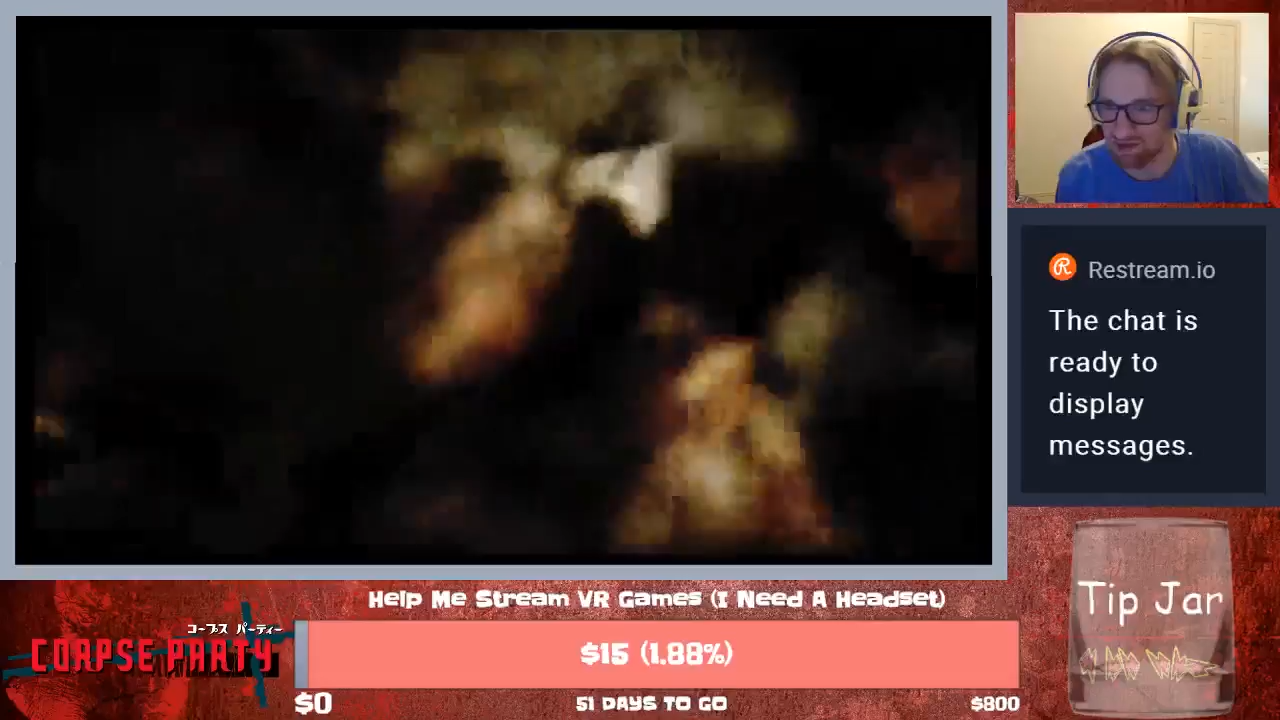 Restream.io
The chat is
ready to
display
messages.
Help Me Stream VR Games (I Need A Headset)
コープス パーティー
CORPSE PARTY
$15 (1.88%)
$0
51 DAYS TO GO
$800
Tip Jar